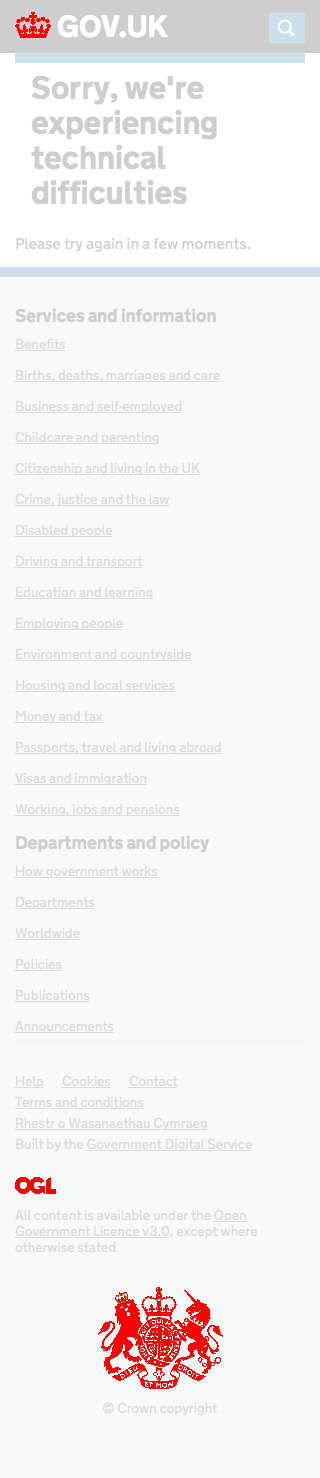 GOV.UK
Sorry, we're
experiencing
technical
difficulties
Please try again in a few moments.
Services and information
Benefits
Births, deaths, marriages and care
Business and self-employed
Childcare and parenting
Citizenship and living in the UK
Crime, justice and the law
Disabled people
Driving and transport
Education and learning
Employing people
Environment and countryside
Housing and local services
Money and tax
Passports, travel and living abroad
Visas and immigration
Working, jobs and pensions
Departments and policy
How government works
Departments
Worldwide
Policies
Publications
Announcements
Help Cookies Contact
Terms and conditions
Rhestr o Wasanaethau Cymraeg
Built by the Government Digital Service
OGL
All content is available under the Open
Government Licence v3.0, except where
otherwise stated
© Crown copyright